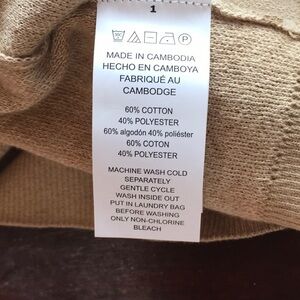 1
P
MADE IN CAMBODIA
HECHO EN CAMBOYA
FABRIQUÉ AU
CAMBODGE
60% COTTON
40% POLYESTER
60% algodón 40% poliéster
60% COTON
40% POLYESTER
MACHINE WASH COLD
SEPARATELY
GENTLE CYCLE
WASH INSIDE OUT
PUT IN LAUNDRY BAG
BEFORE WASHING
ONLY NON-CHLORINE
BLEACH